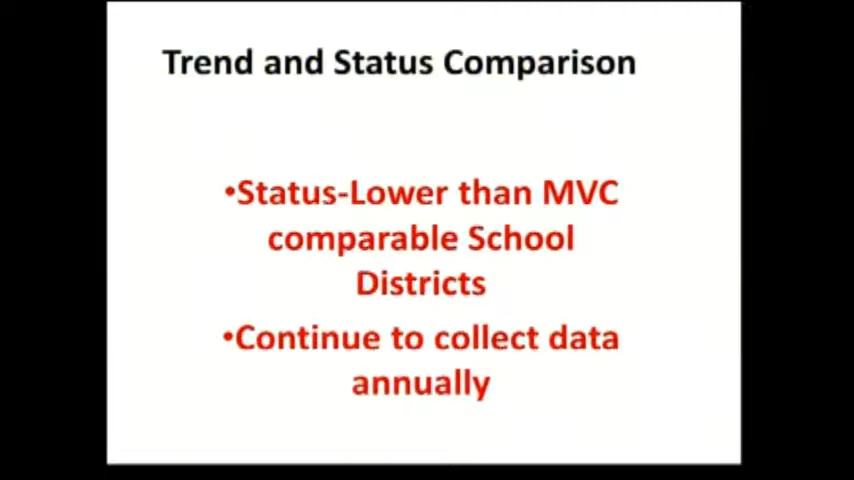 Trend and Status Comparison
•Status-Lower than MVC
comparable School
Districts
•Continue to collect data
annually